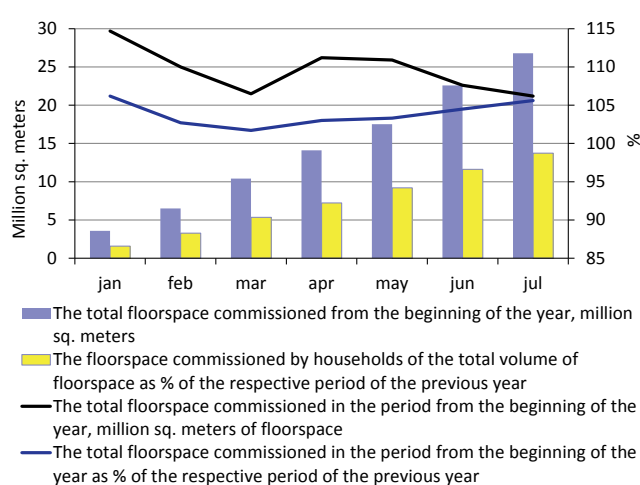 30
25
20
15
10
5
0
Million sq. meters
115
110
105
100
95
90
85
%
jan feb mar apr may jun jul
The total floorspace commissioned from the beginning of the year, million
sq. meters
The floorspace commissioned by households of the total volume of
floorspace as % of the respective period of the previous year
The total floorspace commissioned in the period from the beginning of the
year, million sq. meters of floorspace
The total floorspace commissioned in the period from the beginning of the
year as % of the respective period of the previous year